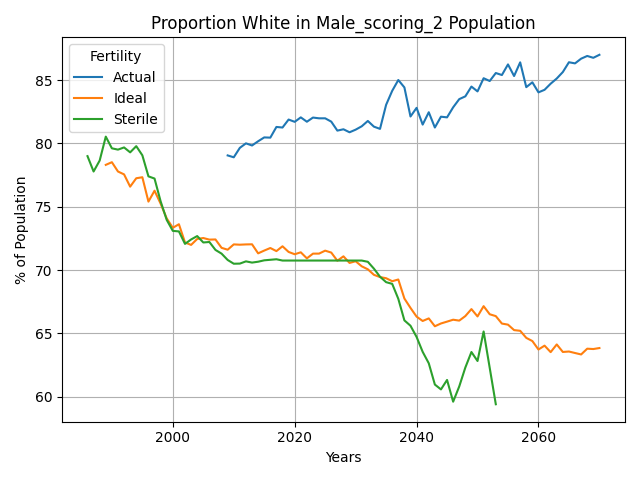 Proportion White in Male_scoring_2 Population
Fertility
Actual
Ideal
Sterile
% of Population
85
80
75
70
65
60
2000
2020
2040
2060
Years